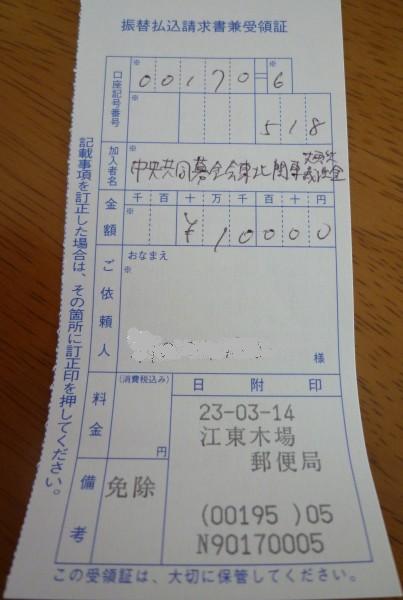 振替払込請求書兼受領証
口座記号番号
※ 00170=6 ※
※ 518
加入者名
※
中央共同募金会東北関東大震災義援金
金額
千百十万千百十円
※ ¥10000
ご依頼人
おなまえ
※
様
料金
(消費税込み)
円
備考
免除
日附印
23-03-14
江東木場
郵便局
(00195 )05
N90170005
記載事項を訂正した場合は、その箇所に訂正印を押してください。
この受領証は、大切に保管してください。